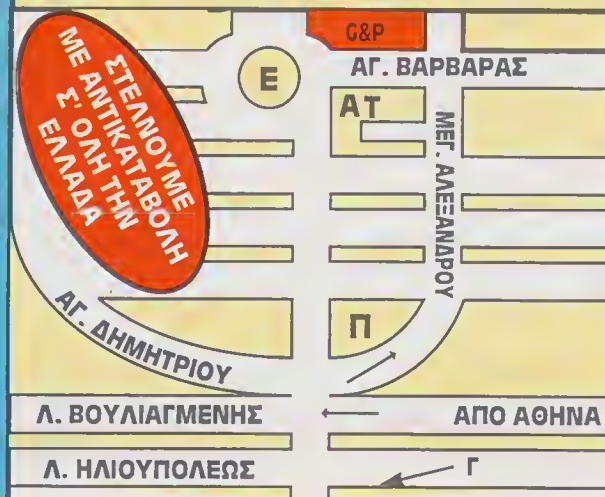 G&P
ΑΓ. ΒΑΡΒΑΡΑΣ
Ε
ΑΤ
ΣΤΕΛΝΟΥΜΕ
ΜΕ ΑΝΤΙΚΑΤΑΒΟΛΗ
Σ' ΟΛΗ ΤΗΝ
ΕΛΛΑΔΑ
ΜΕΓ. ΑΛΕΞΑΝΔΡΟΥ
Π
ΑΓ. ΔΗΜΗΤΡΙΟΥ
Λ. ΒΟΥΛΙΑΓΜΕΝΗΣ
ΑΠΟ ΑΘΗΝΑ
Λ. ΗΛΙΟΥΠΟΛΕΩΣ
Γ